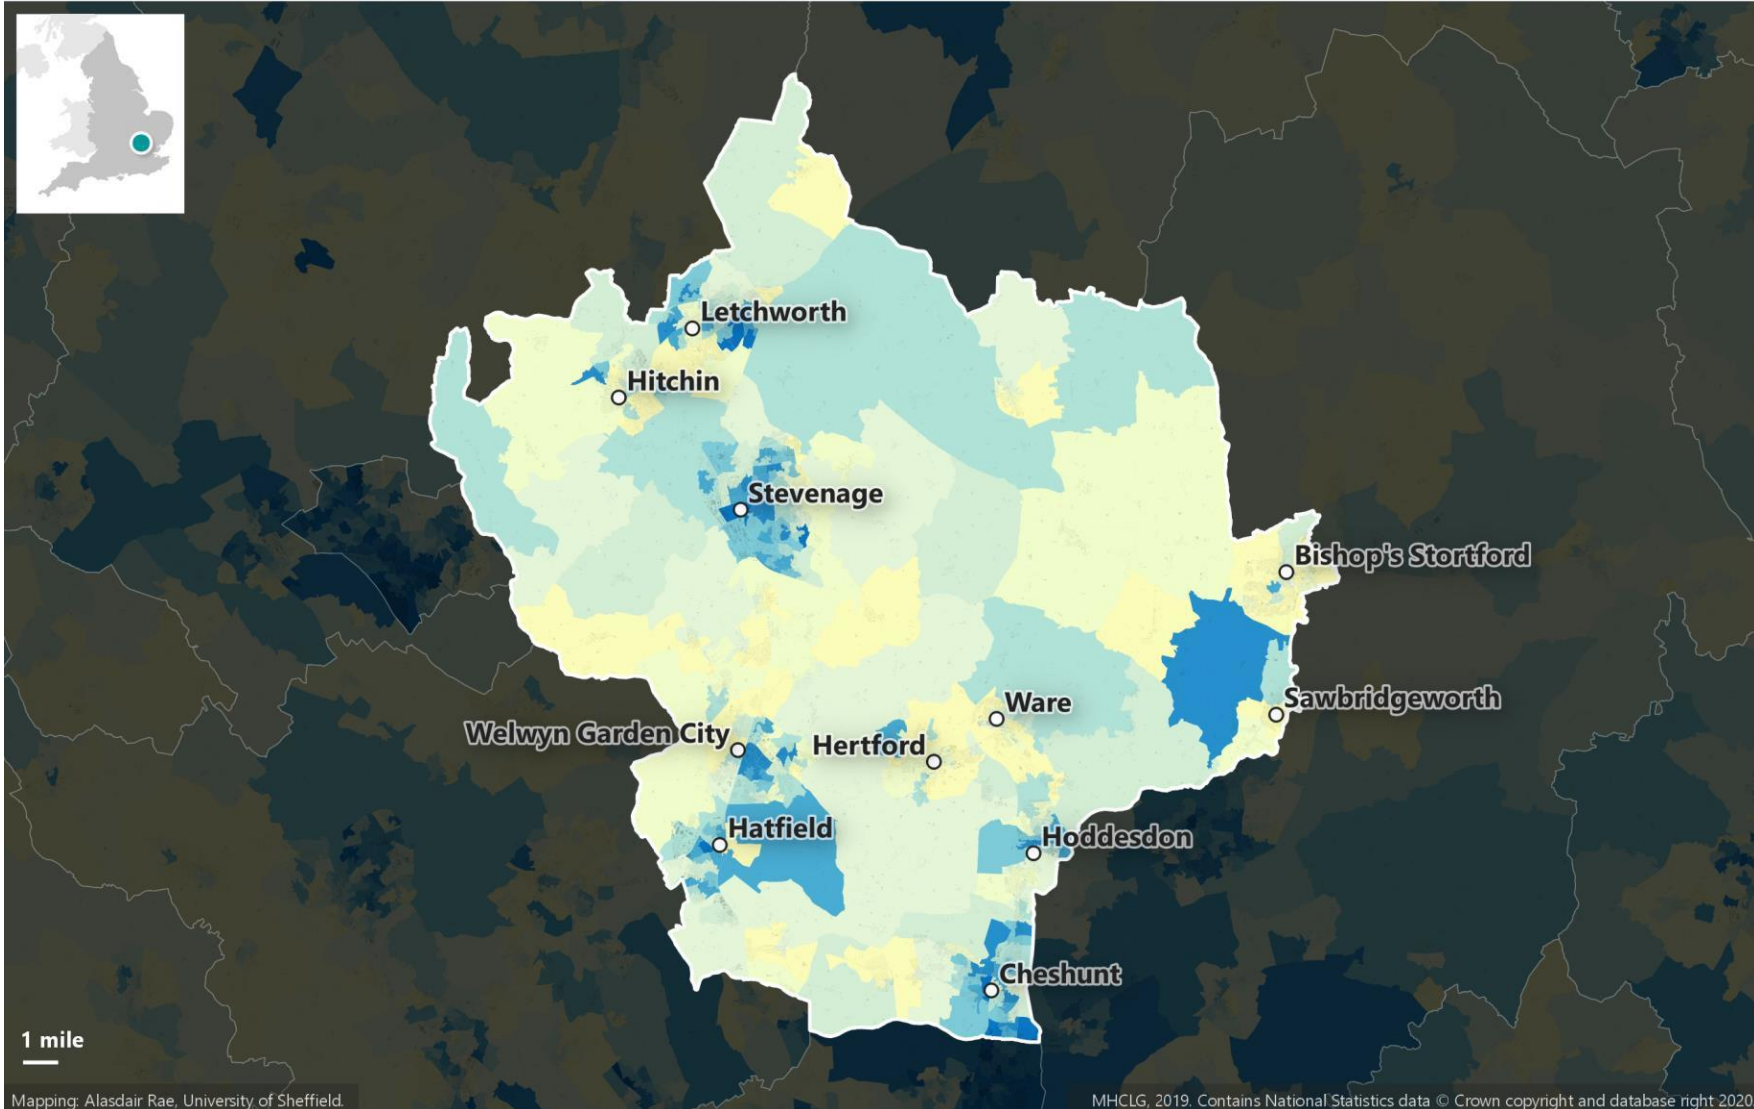 Letchworth
Hitchin
Stevenage
Bishop's Stortford
Sawbridgeworth
Ware
Welwyn Garden City
Hertford
Hatfield
Hoddesdon
Cheshunt
1 mile
Mapping: Alasdair Rae, University of Sheffield.
MHCLG, 2019. Contains National Statistics data © Crown copyright and database right 2020